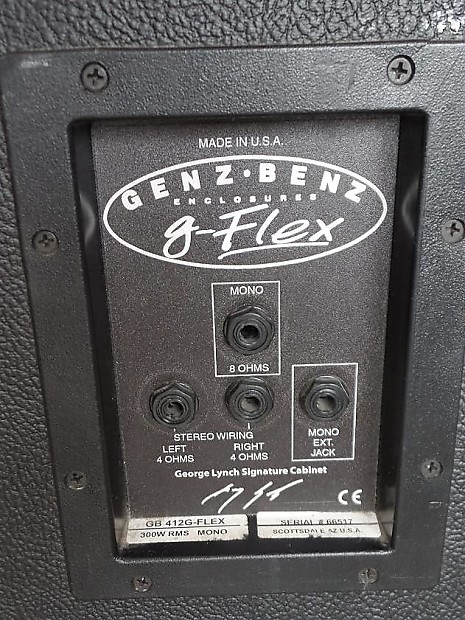 MADE IN U.S.A.
GENZ•BENZ
ENCLOSURES
g-Flex
MONO
8 OHMS
STEREO WIRING
LEFT RIGHT
4 OHMS 4 OHMS
MONO
EXT.
JACK
George Lynch Signature Cabinet
CE
GB 412G-FLEX SERIAL # 66517
300W RMS MONO SCOTTSDALE AZ U.S.A.